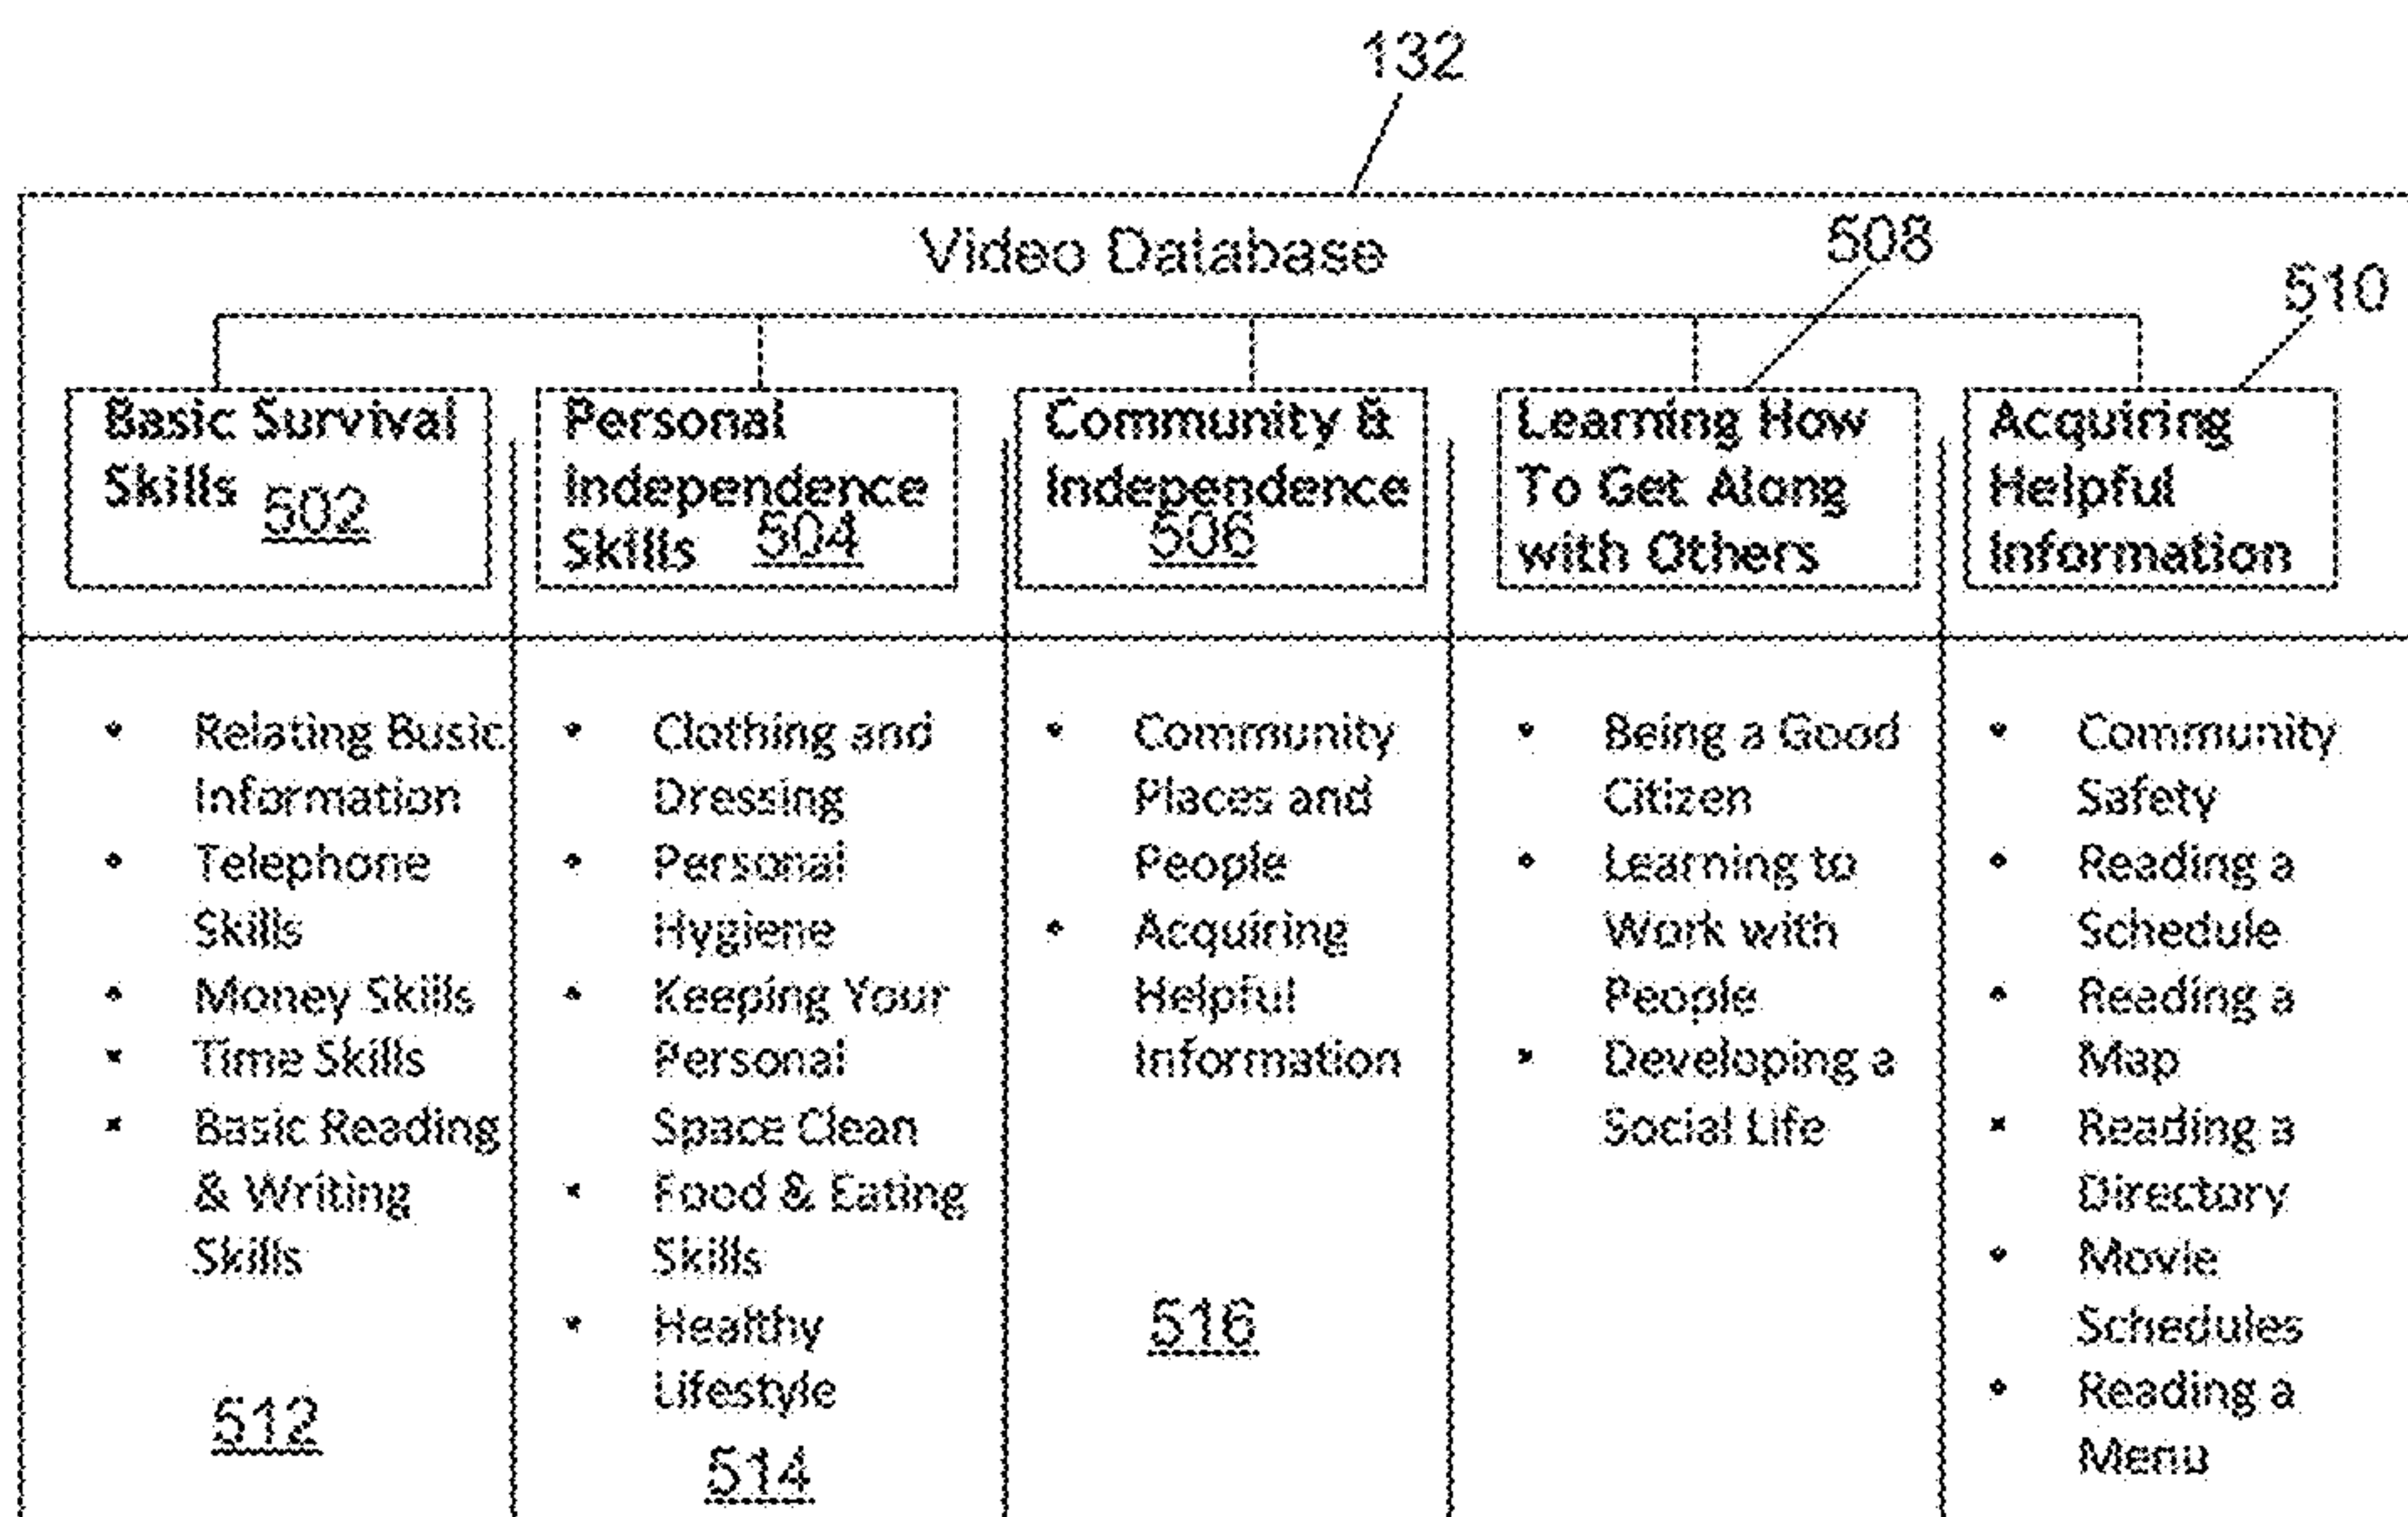 132
Video Database
508
510
Basic Survival
Skills 502
Personal
Independence
Skills 504
Community &
Independence
506
Learning How
To Get Along
with Others
Acquiring
Helpful
Information
• Relating Busic
Information
• Telephone
Skills
• Money Skills
• Time Skills
• Basic Reading
& Writing
Skills
512
• Clothing and
Dressing
• Personal
Hygiene
• Keeping Your
Personal
Space Clean
• Food & Eating
Skills
• Healthy
Lifestyle
514
• Community
Places and
People
• Acquiring
Helpful
Information
516
• Being a Good
Citizen
• Learning to
Work with
People
• Developing a
Social Life
• Community
Safety
• Reading a
Schedule
• Reading a
Map
• Reading a
Directory
• Movie
Schedules
• Reading a
Menu